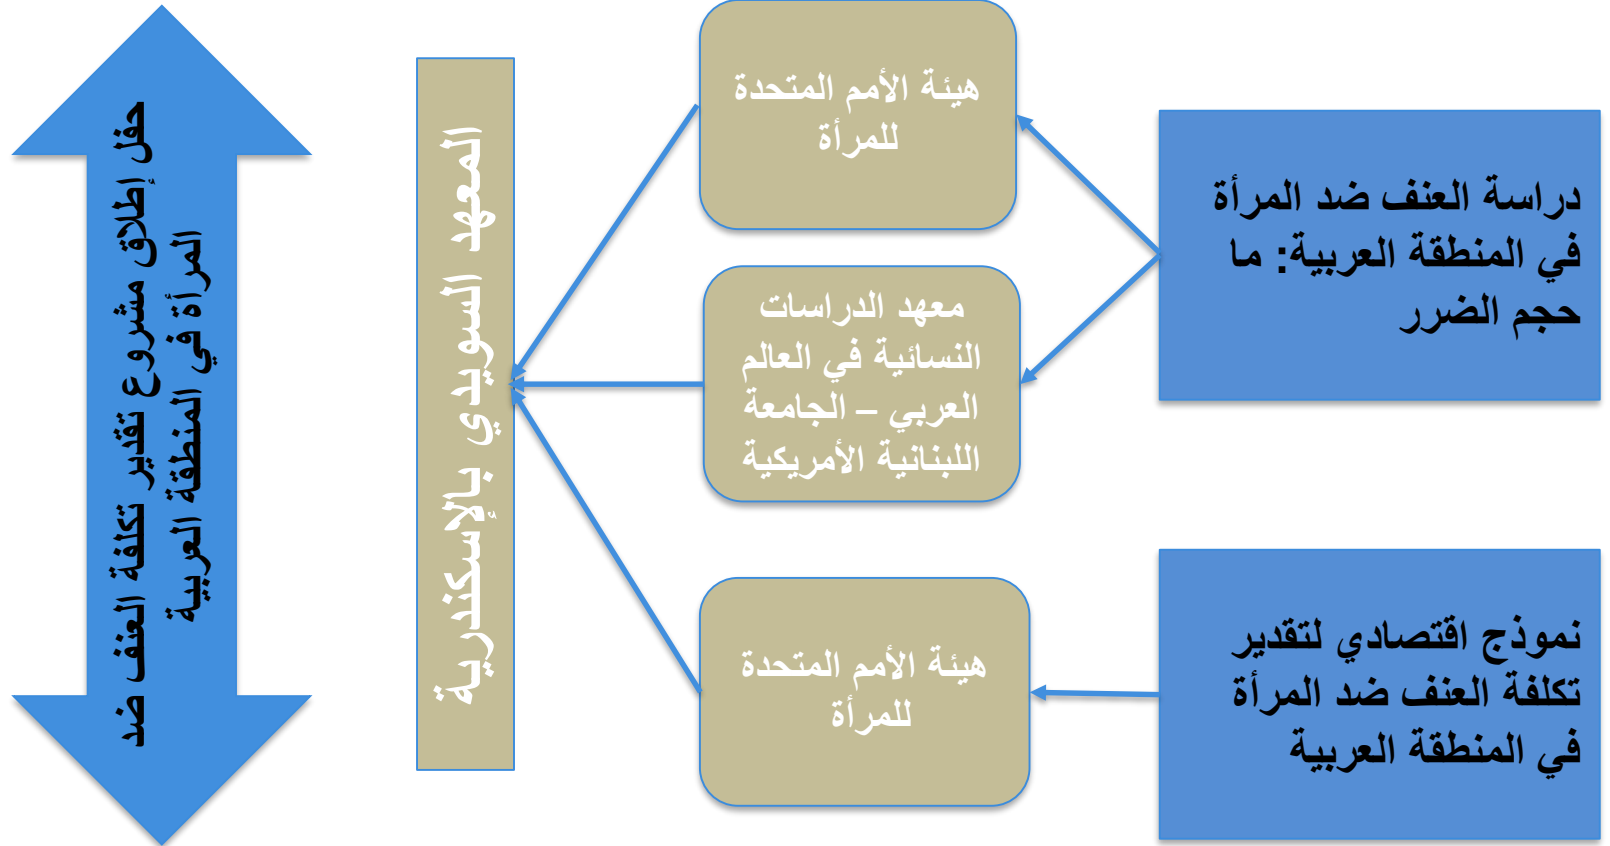 دراسة العنف ضد المرأة
في المنطقة العربية: ما
حجم الضرر
هيئة الأمم المتحدة
للمرأة
معهد الدراسات
النسائية في العالم
العربي – الجامعة
اللبنانية الأمريكية
نموذج اقتصادي لتقدير
تكلفة العنف ضد المرأة
في المنطقة العربية
هيئة الأمم المتحدة
للمرأة
المعهد السويدي بالإسكندرية
حفل إطلاق مشروع تقدير تكلفة العنف ضد
المرأة في المنطقة العربية